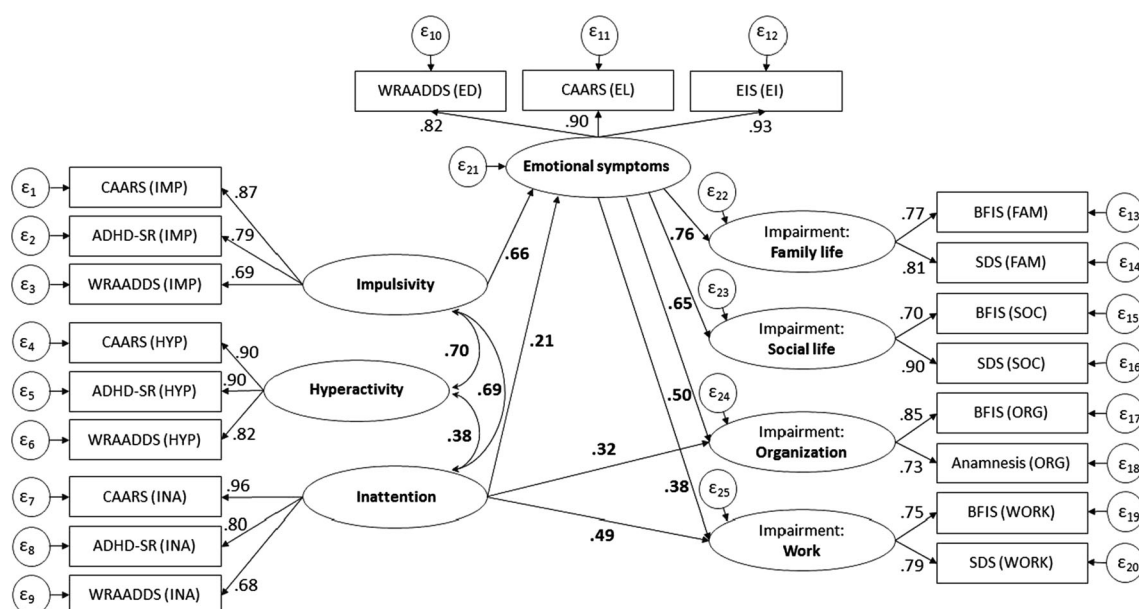 ε10
ε11
ε12
WRAADDS (ED)
CAARS (EL)
EIS (EI)
.82
.90
.93
ε21
Emotional symptoms
ε1
CAARS (IMP)
.87
ε2
ADHD-SR (IMP)
.79
ε3
WRAADDS (IMP)
.69
Impulsivity
.66
ε4
CAARS (HYP)
.90
ε5
ADHD-SR (HYP)
.90
ε6
WRAADDS (HYP)
.82
Hyperactivity
.70
.69
.38
.21
ε7
CAARS (INA)
.96
ε8
ADHD-SR (INA)
.80
ε9
WRAADDS (INA)
.68
Inattention
.32
.49
.76
.65
.50
.38
ε22
Impairment:
Family life
.77
BFIS (FAM)
ε13
.81
SDS (FAM)
ε14
ε23
Impairment:
Social life
.70
BFIS (SOC)
ε15
.90
SDS (SOC)
ε16
ε24
Impairment:
Organization
.85
BFIS (ORG)
ε17
.73
Anamnesis (ORG)
ε18
ε25
Impairment:
Work
.75
BFIS (WORK)
ε19
.79
SDS (WORK)
ε20